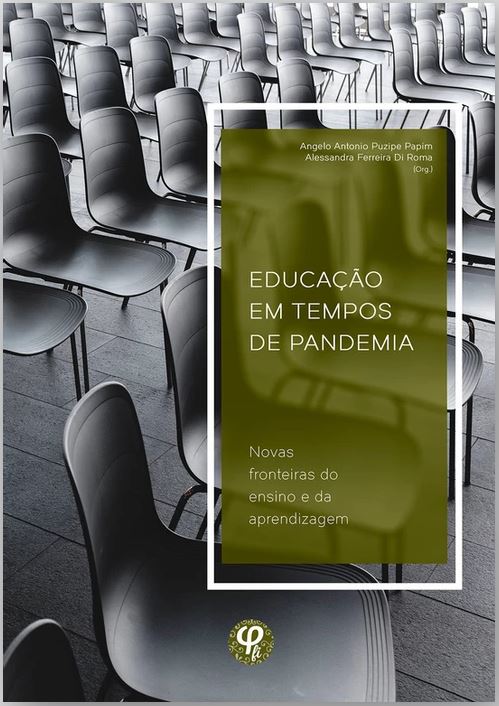 Angelo Antonio Puzipe Papim
Alessandra Ferreira Di Roma
(Org.)
EDUCAÇÃO
EM TEMPOS
DE PANDEMIA
Novas
fronteiras do
ensino e da
aprendizagem
φ
fi